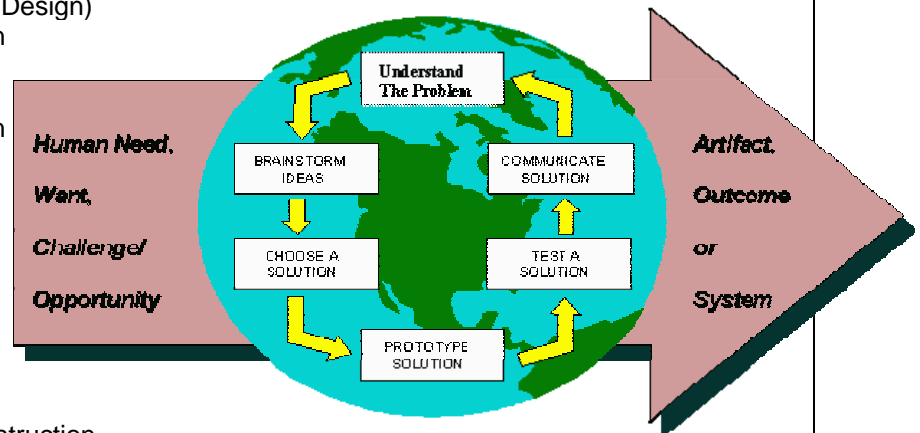 Design)
n
n
Human Need,
Want,
Challenge/
Opportunity
Understand
The Problem
BRAINSTORM
IDEAS
CHOOSE A
SOLUTION
PROTOTYPE
SOLUTION
TEST A
SOLUTION
COMMUNICATE
SOLUTION
Artifact,
Outcome
or
System
struction